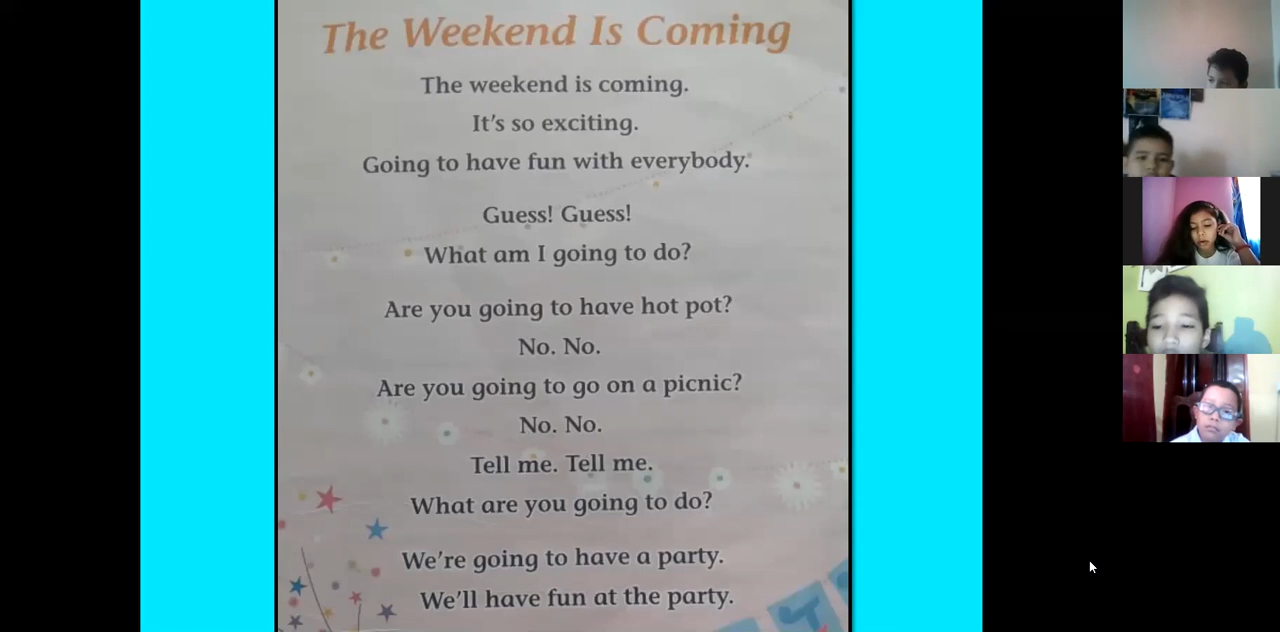 The Weekend Is Coming
The weekend is coming.
It's so exciting.
Going to have fun with everybody.
Guess! Guess!
What am I going to do?
Are you going to have hot pot?
No. No.
Are you going to go on a picnic?
No. No.
Tell me. Tell me.
What are you going to do?
We're going to have a party.
We'll have fun at the party.